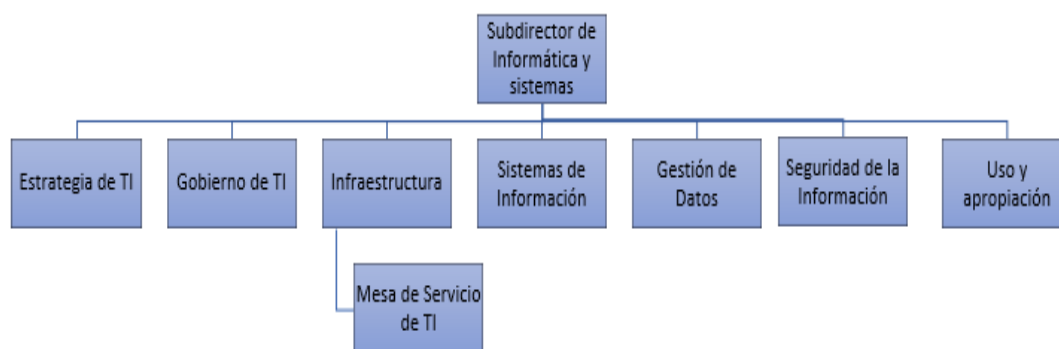 Subdirector de
Informática y
sistemas
Estrategia de TI
Gobierno de TI
Infraestructura
Sistemas de
Información
Gestión de
Datos
Seguridad de la
Información
Uso y
apropiación
Mesa de Servicio
de TI